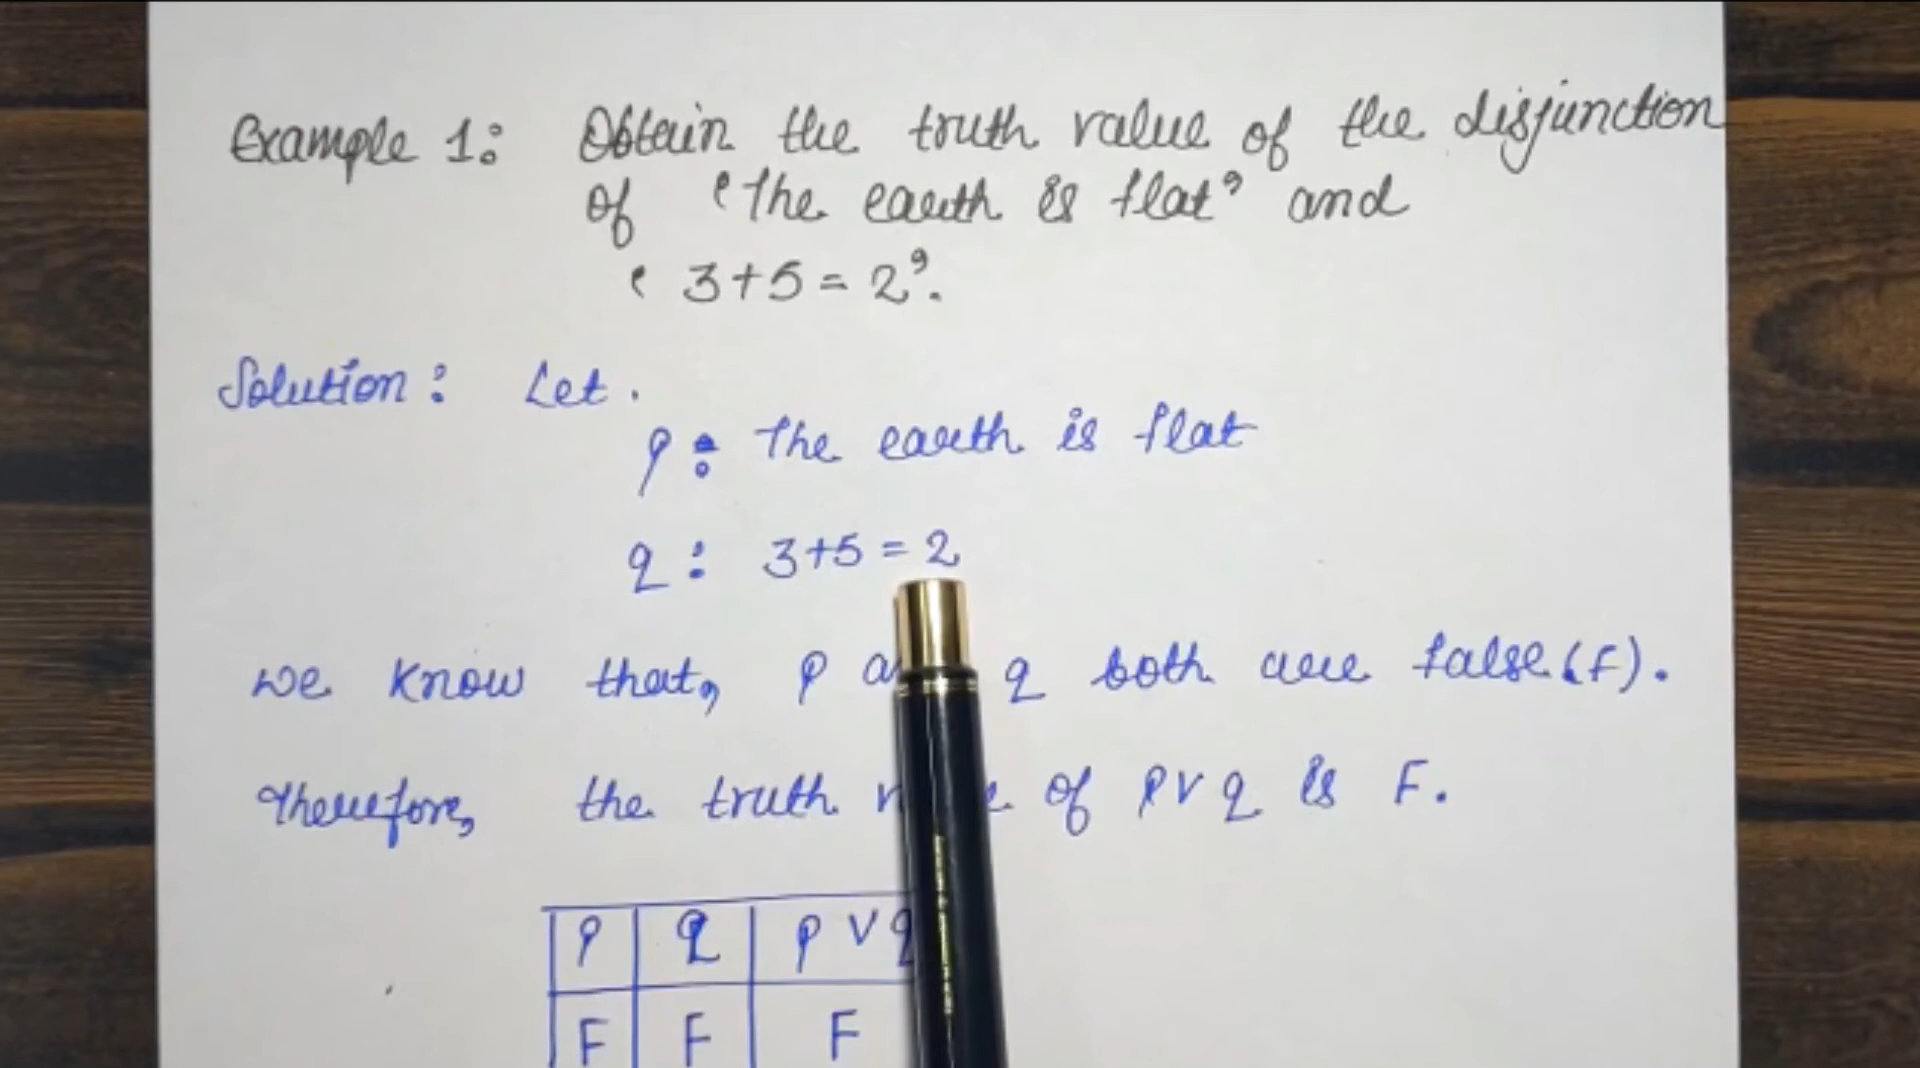 Example 1: Obtain the truth value of the disjunction
of 'The earth is flat' and
'3+5=2'.
Solution: Let.
p: The earth is flat
q: 3+5=2
We know that, p q both are false(F).
Therefore, the truth of p∨q is F.
p q p∨q
F F F